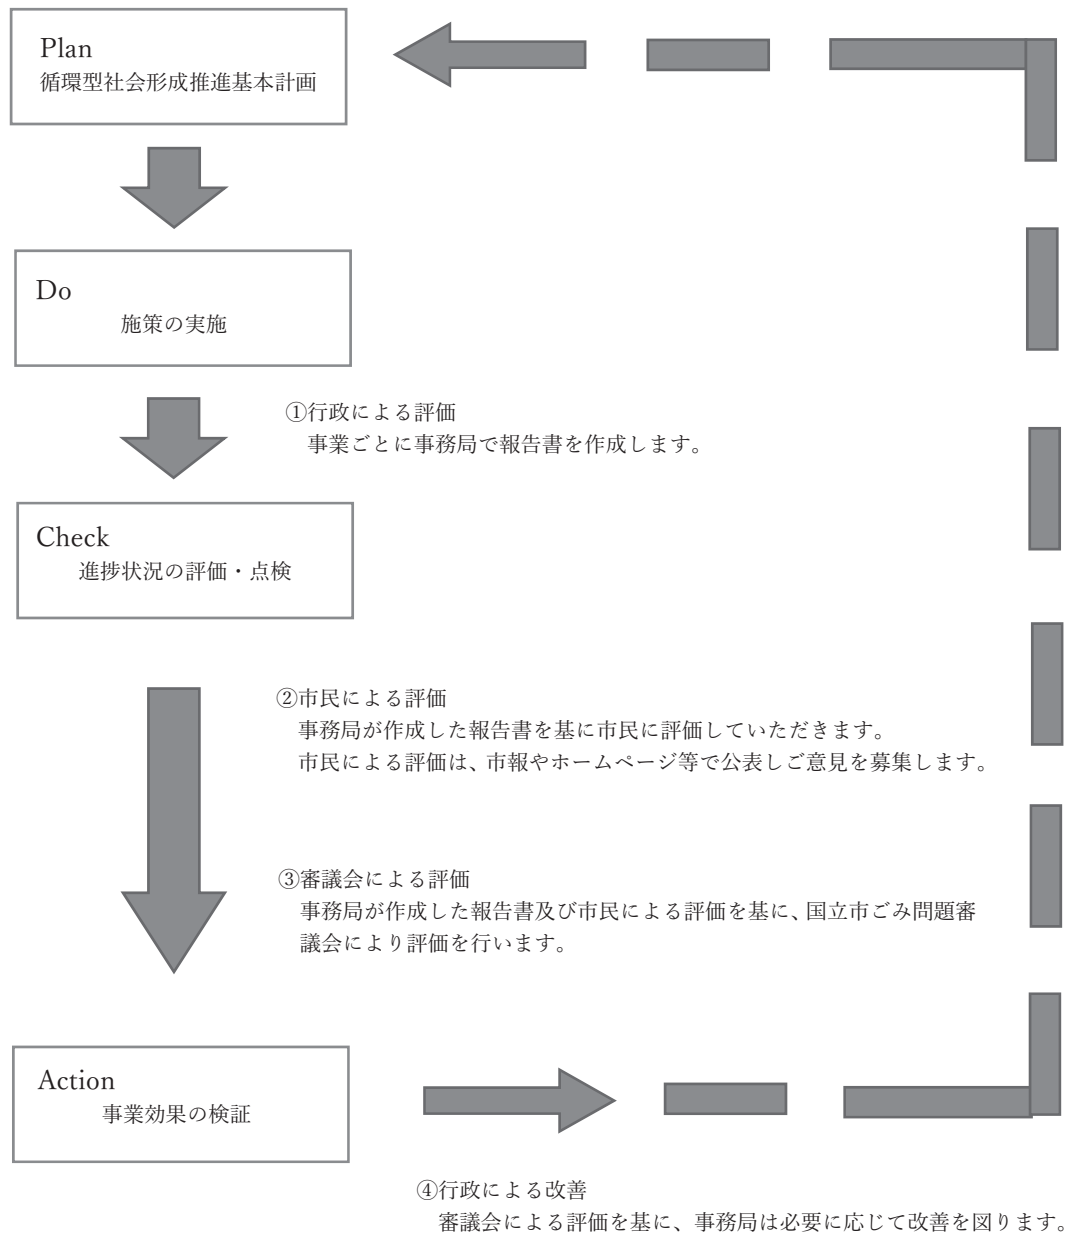 Plan
循環型社会形成推進基本計画
Do
施策の実施
①行政による評価
事業ごとに事務局で報告書を作成します。
Check
進捗状況の評価・点検
②市民による評価
事務局が作成した報告書を基に市民に評価していただきます。
市民による評価は、市報やホームページ等で公表しご意見を募集します。
③審議会による評価
事務局が作成した報告書及び市民による評価を基に、国立市ごみ問題審
議会により評価を行います。
Action
事業効果の検証
④行政による改善
審議会による評価を基に、事務局は必要に応じて改善を図ります。